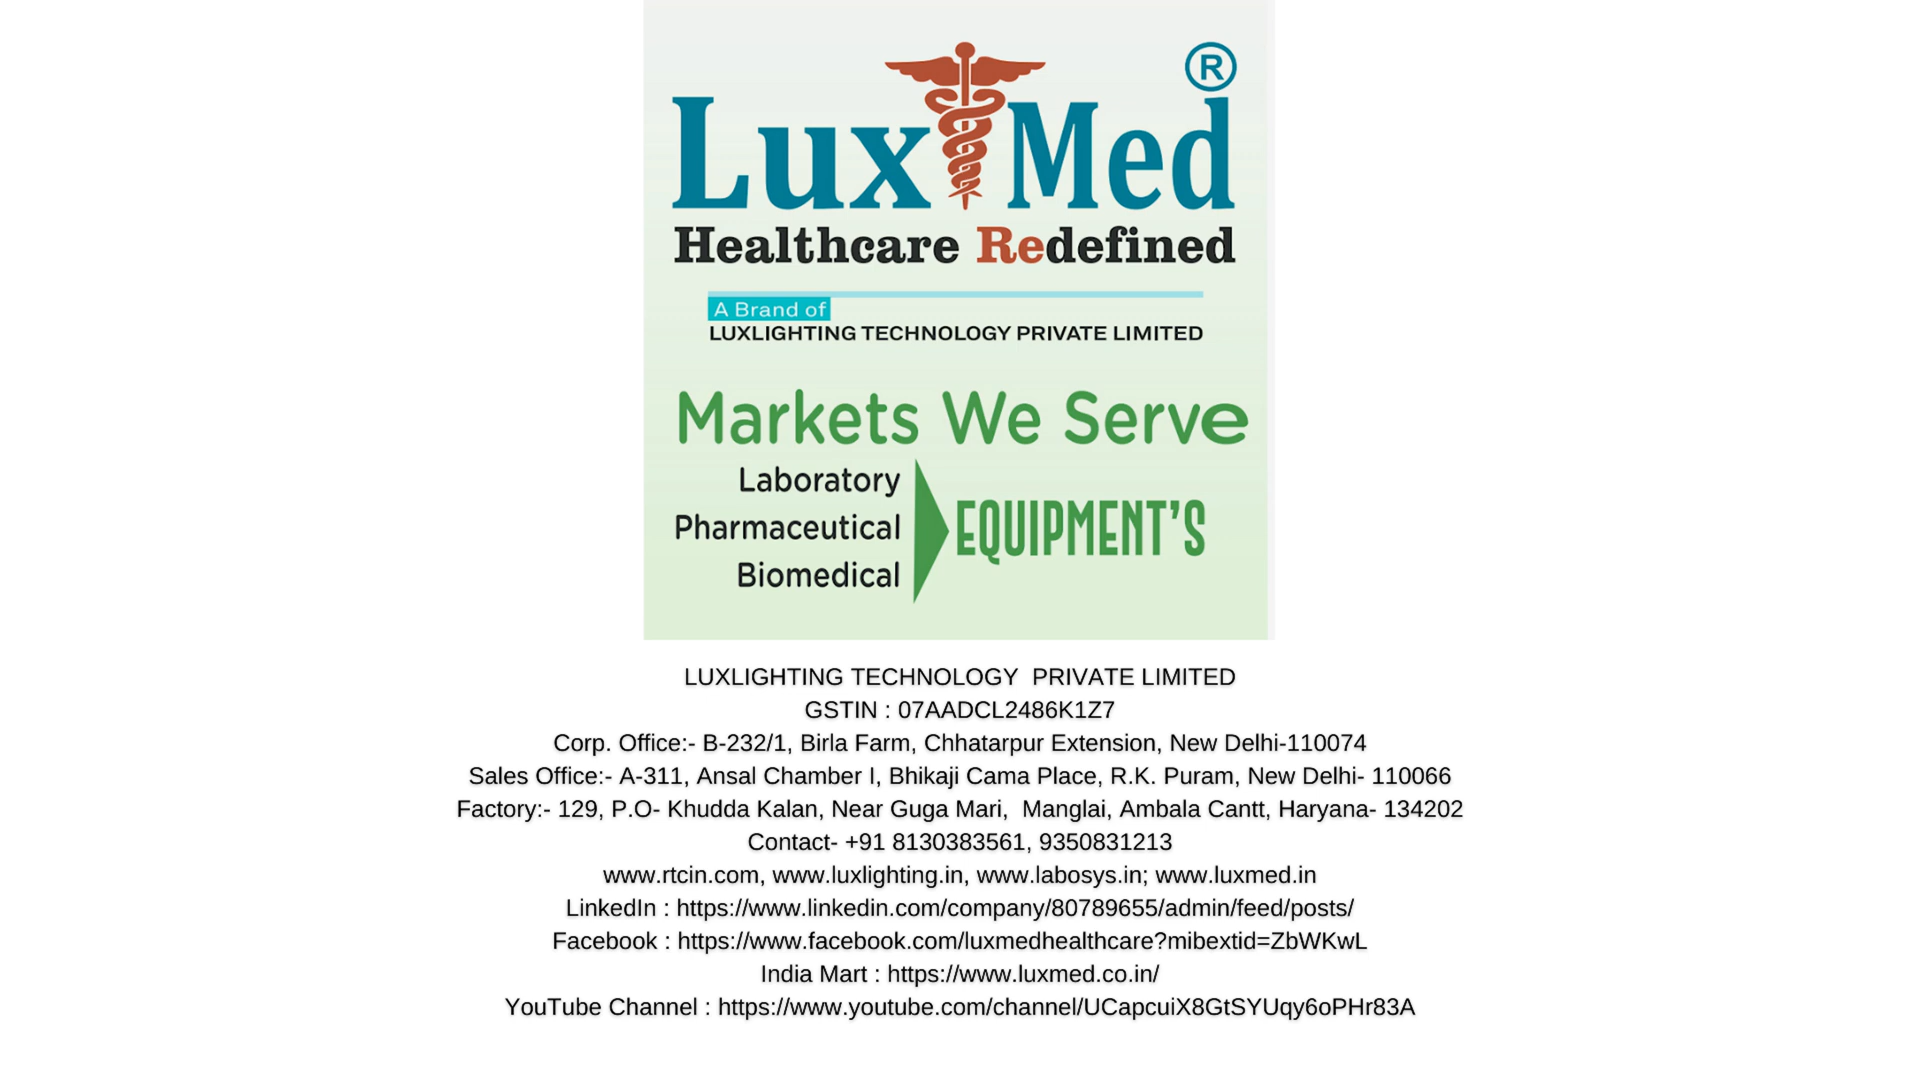 Lux Med ®
Healthcare Redefined
A Brand of
LUXLIGHTING TECHNOLOGY PRIVATE LIMITED
Markets We Serve
Laboratory
Pharmaceutical
Biomedical
EQUIPMENT'S
LUXLIGHTING TECHNOLOGY  PRIVATE LIMITED
GSTIN : 07AADCL2486K1Z7
Corp. Office:- B-232/1, Birla Farm, Chhatarpur Extension, New Delhi-110074
Sales Office:- A-311, Ansal Chamber I, Bhikaji Cama Place, R.K. Puram, New Delhi- 110066
Factory:- 129, P.O- Khudda Kalan, Near Guga Mari,  Manglai, Ambala Cantt, Haryana- 134202
Contact- +91 8130383561, 9350831213
www.rtcin.com, www.luxlighting.in, www.labosys.in; www.luxmed.in
LinkedIn : https://www.linkedin.com/company/80789655/admin/feed/posts/
Facebook : https://www.facebook.com/luxmedhealthcare?mibextid=ZbWKwL
India Mart : https://www.luxmed.co.in/
YouTube Channel : https://www.youtube.com/channel/UCapcuiX8GtSYUqy6oPHr83A